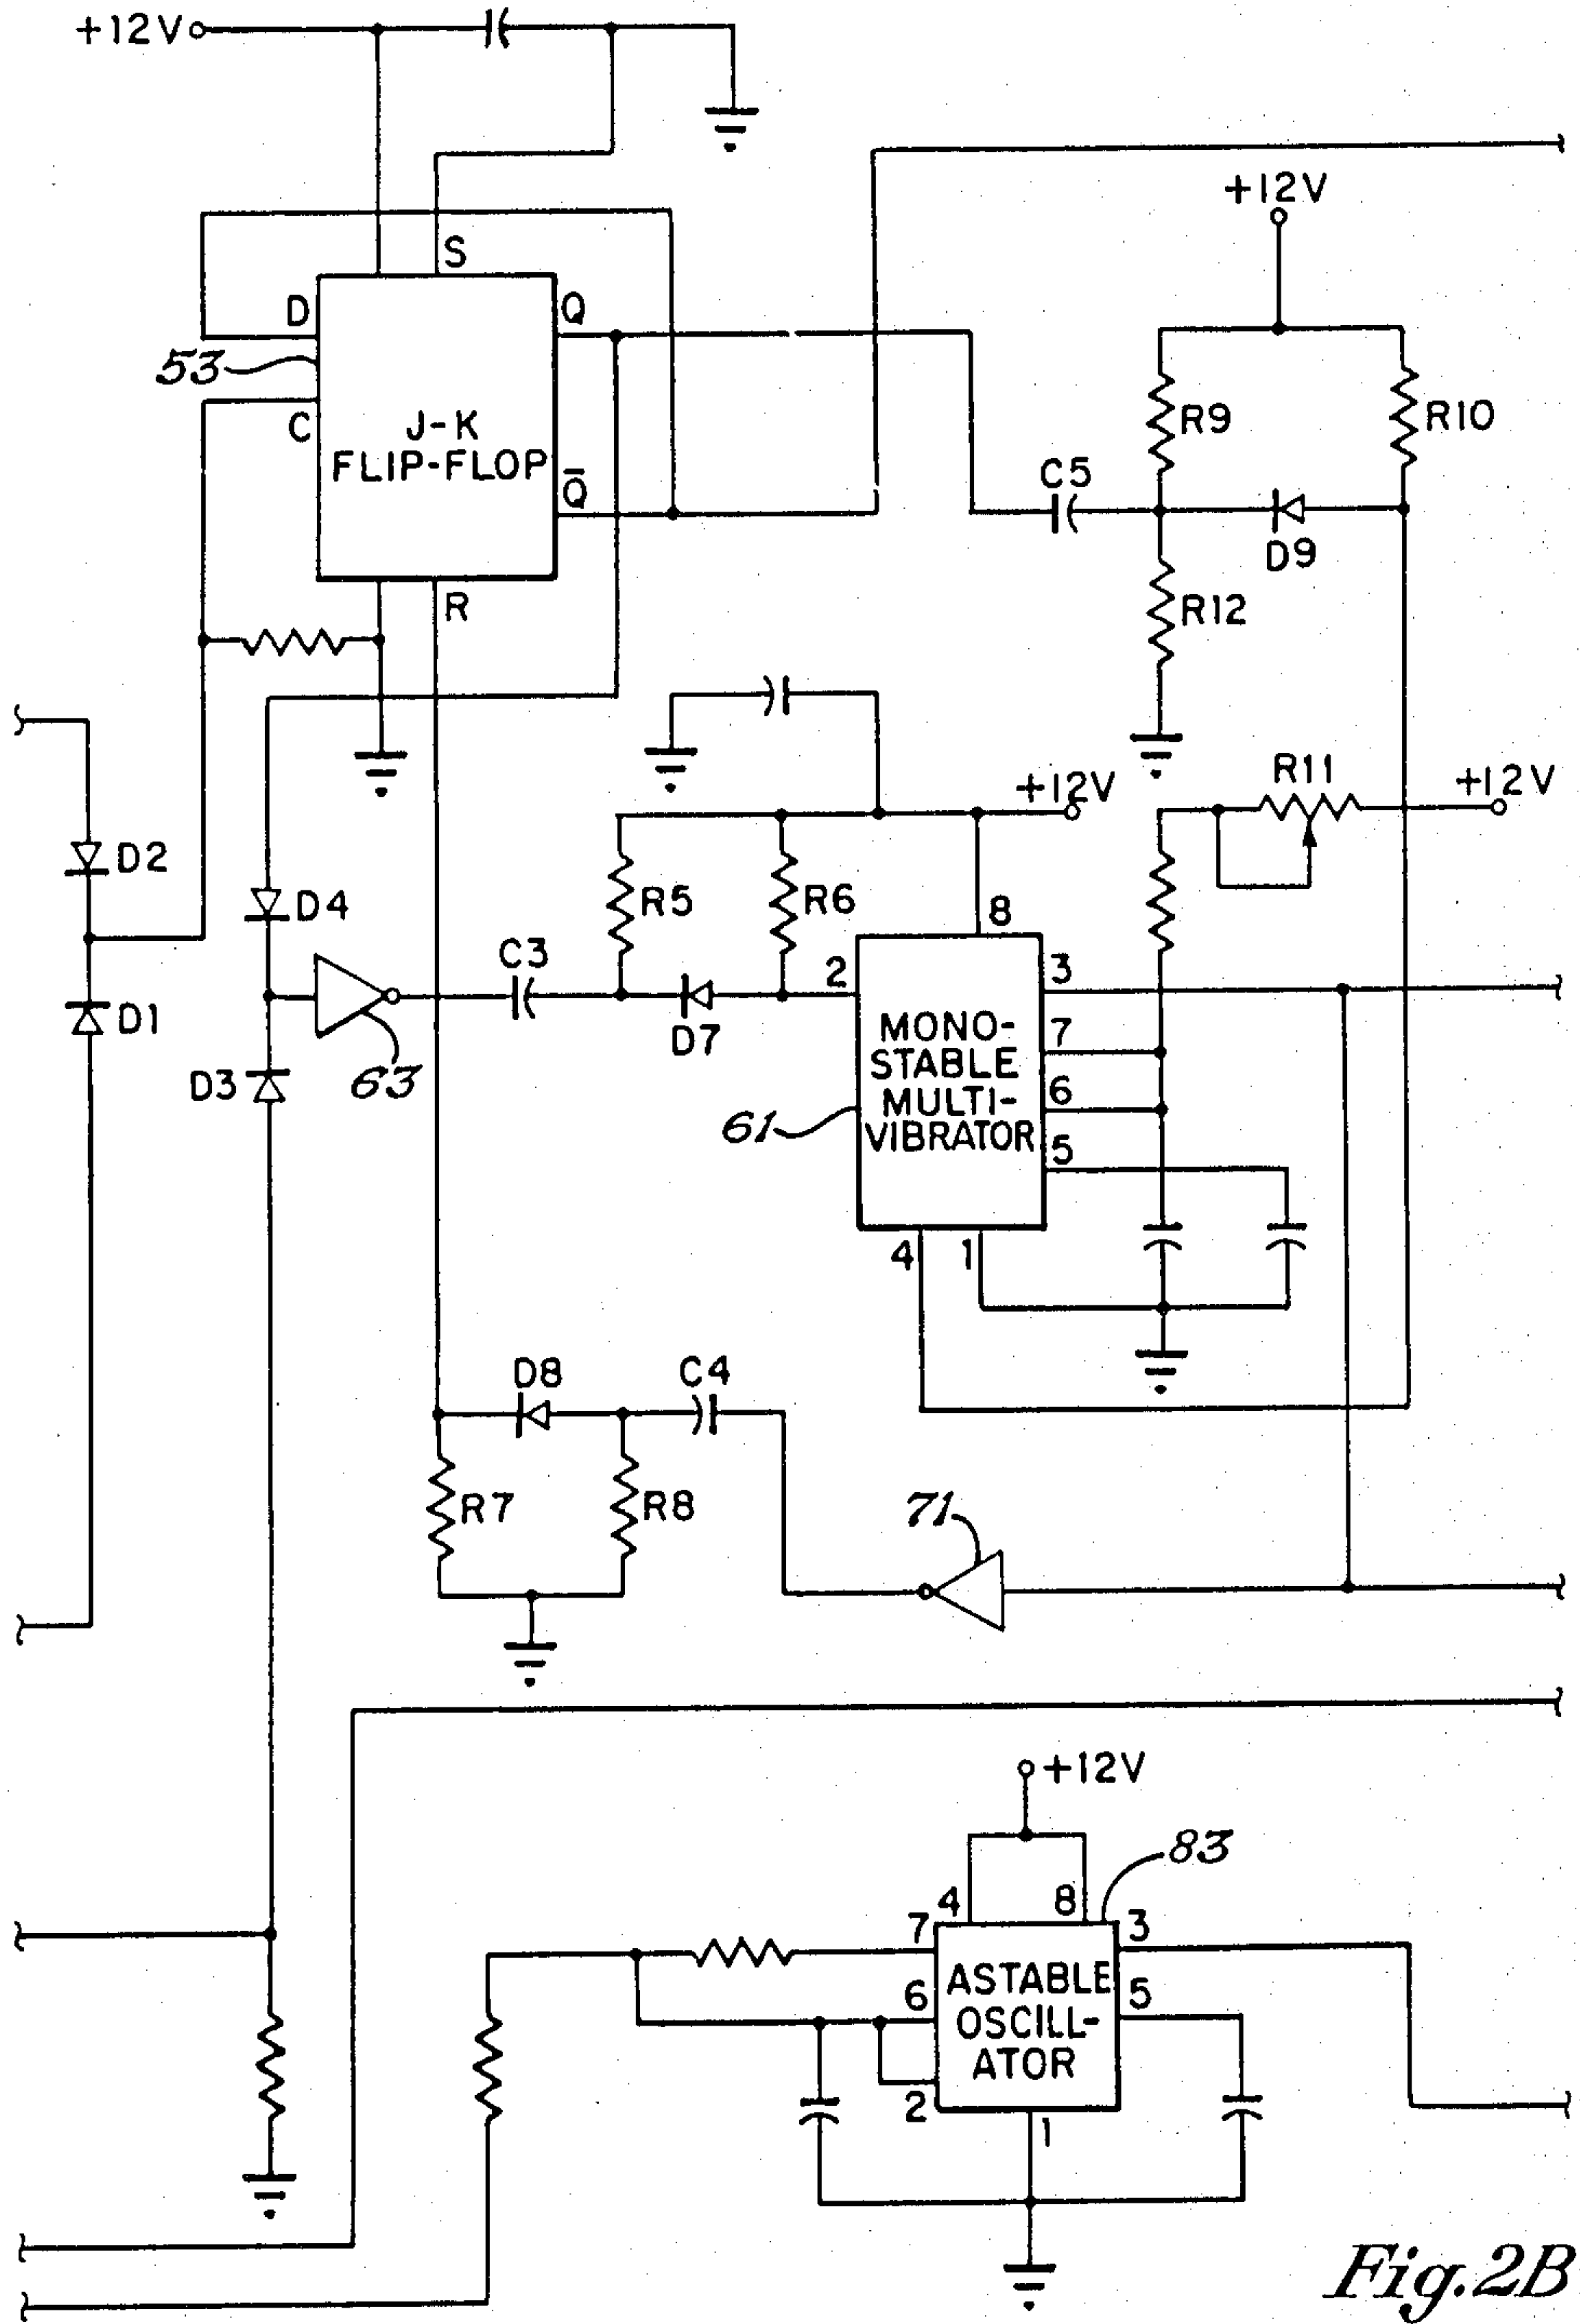 +12V
+12V
S
D
Q
53
C
J-K
FLIP-FLOP
R9
R10
C5
Q̅
D9
R
R12
R11
+12V
+12V
D2
D4
R5
R6
8
C3
2
3
D1
D7
MONO-
STABLE
MULTI-
VIBRATOR
7
63
D3
6
61
5
4
1
D8
C4
R7
R8
71
+12V
83
4
8
7
3
ASTABLE
OSCILL-
ATOR
6
5
2
1
Fig.2B